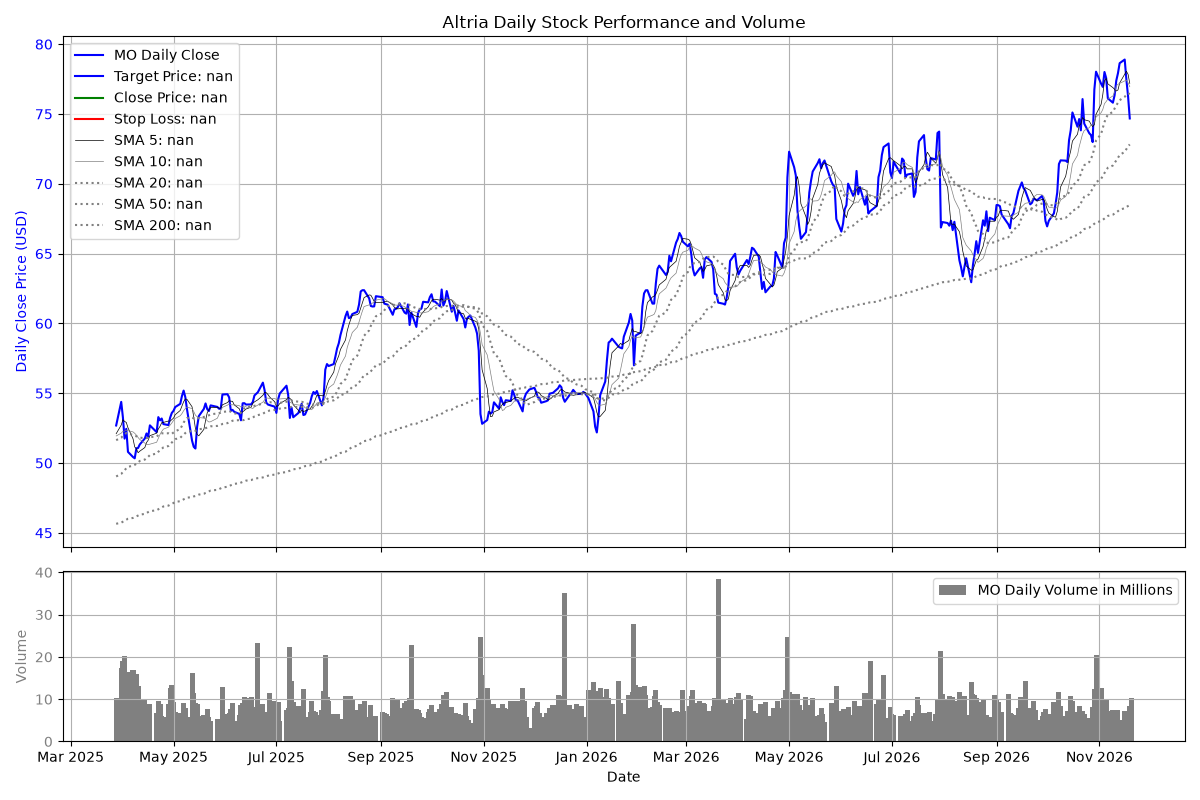 Altria Daily Stock Performance and Volume
80
75
70
65
60
55
50
45
Daily Close Price (USD)
MO Daily Close
Target Price: nan
Close Price: nan
Stop Loss: nan
SMA 5: nan
SMA 10: nan
SMA 20: nan
SMA 50: nan
SMA 200: nan
40
30
20
10
0
Volume
MO Daily Volume in Millions
Mar 2025 May 2025 Jul 2025 Sep 2025 Nov 2025 Jan 2026 Mar 2026 May 2026 Jul 2026 Sep 2026 Nov 2026
Date